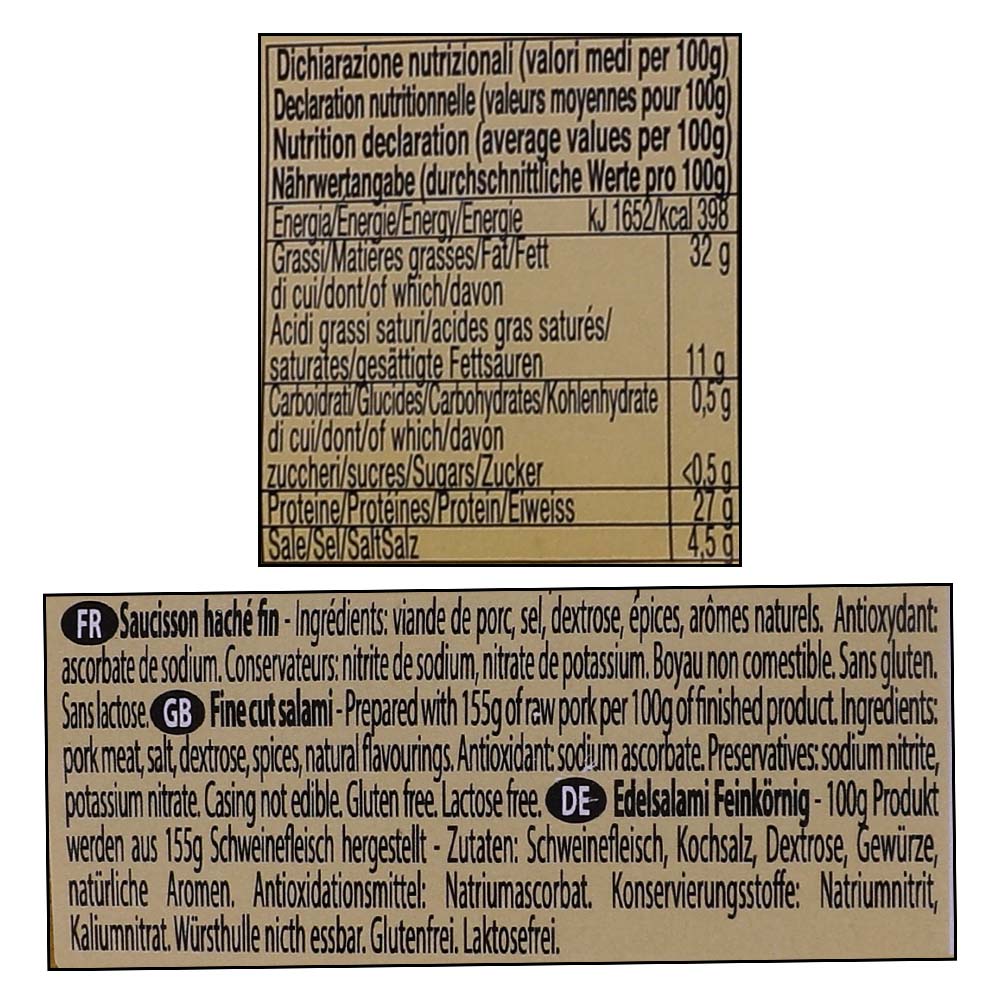 Dichiarazione nutrizionali (valori medi per 100g)
Declaration nutritionnelle (valeurs moyennes pour 100g)
Nutrition declaration (average values per 100g)
Nährwertangabe (durchschnittliche Werte pro 100g)
Energia/Énergie/Energy/Energie kJ 1652/kcal 398
Grassi/Matières grasses/Fat/Fett 32 g
di cui/dont/of which/davon
Acidi grassi saturi/acides gras saturés/
saturates/gesättigte Fettsäuren 11 g
Carboidrati/Glucides/Carbohydrates/Kohlenhydrate 0,5 g
di cui/dont/of which/davon
zuccheri/sucres/Sugars/Zucker <0,5 g
Proteine/Protéines/Protein/Eiweiss 27 g
Sale/Sel/SaltSalz 4,5 g
FR Saucisson haché fin - Ingrédients: viande de porc, sel, dextrose, épices, arômes naturels. Antioxydant:
ascorbate de sodium. Conservateurs: nitrite de sodium, nitrate de potassium. Boyau non comestible. Sans gluten.
Sans lactose. GB Fine cut salami - Prepared with 155g of raw pork per 100g of finished product. Ingredients:
pork meat, salt, dextrose, spices, natural flavourings. Antioxidant: sodium ascorbate. Preservatives: sodium nitrite,
potassium nitrate. Casing not edible. Gluten free. Lactose free. DE Edelsalami Feinkörnig - 100g Produkt
werden aus 155g Schweinefleisch hergestellt - Zutaten: Schweinefleisch, Kochsalz, Dextrose, Gewürze,
natürliche Aromen. Antioxidationsmittel: Natriumascorbat. Konservierungsstoffe: Natriumnitrit,
Kaliumnitrat. Würsthulle nicth essbar. Glutenfrei. Laktosefrei.